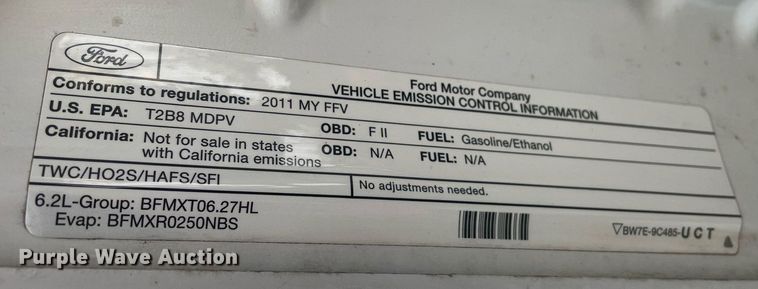 Ford
Ford Motor Company
VEHICLE EMISSION CONTROL INFORMATION
Conforms to regulations: 2011 MY FFV
U.S. EPA: T2B8 MDPV OBD: F II FUEL: Gasoline/Ethanol
California: Not for sale in states OBD: N/A FUEL: N/A
with California emissions
TWC/HO2S/HAFS/SFI No adjustments needed.
6.2L-Group: BFMXT06.27HL
Evap: BFMXR0250NBS
BW7E-9C485-UCT
Purple Wave Auction